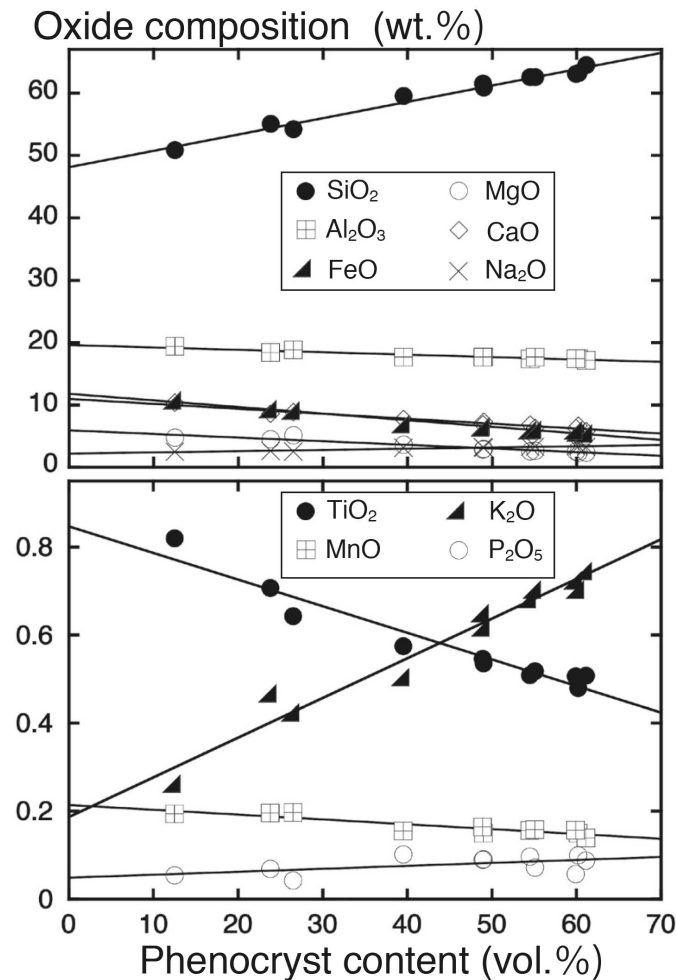 Oxide composition (wt.%)
60
50
40
30
20
10
0
SiO₂ MgO
Al₂O₃ CaO
FeO Na₂O
0.8
0.6
0.4
0.2
0
TiO₂ K₂O
MnO P₂O₅
0 10 20 30 40 50 60 70
Phenocryst content (vol.%)